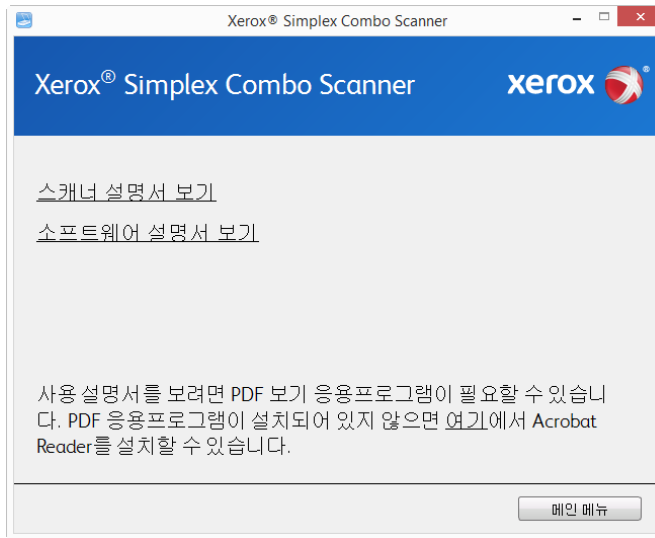 Xerox® Simplex Combo Scanner
Xerox® Simplex Combo Scanner
xerox®
스캐너 설명서 보기
소프트웨어 설명서 보기
사용 설명서를 보려면 PDF 보기 응용프로그램이 필요할 수 있습니
다. PDF 응용프로그램이 설치되어 있지 않으면 여기에서 Acrobat
Reader를 설치할 수 있습니다.
메인 메뉴